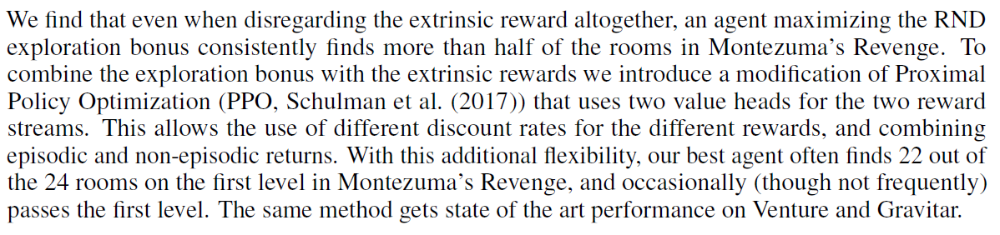 We find that even when disregarding the extrinsic reward altogether, an agent maximizing the RND
exploration bonus consistently finds more than half of the rooms in Montezuma's Revenge. To
combine the exploration bonus with the extrinsic rewards we introduce a modification of Proximal
Policy Optimization (PPO, Schulman et al. (2017)) that uses two value heads for the two reward
streams. This allows the use of different discount rates for the different rewards, and combining
episodic and non-episodic returns. With this additional flexibility, our best agent often finds 22 out of
the 24 rooms on the first level in Montezuma's Revenge, and occasionally (though not frequently)
passes the first level. The same method gets state of the art performance on Venture and Gravitar.